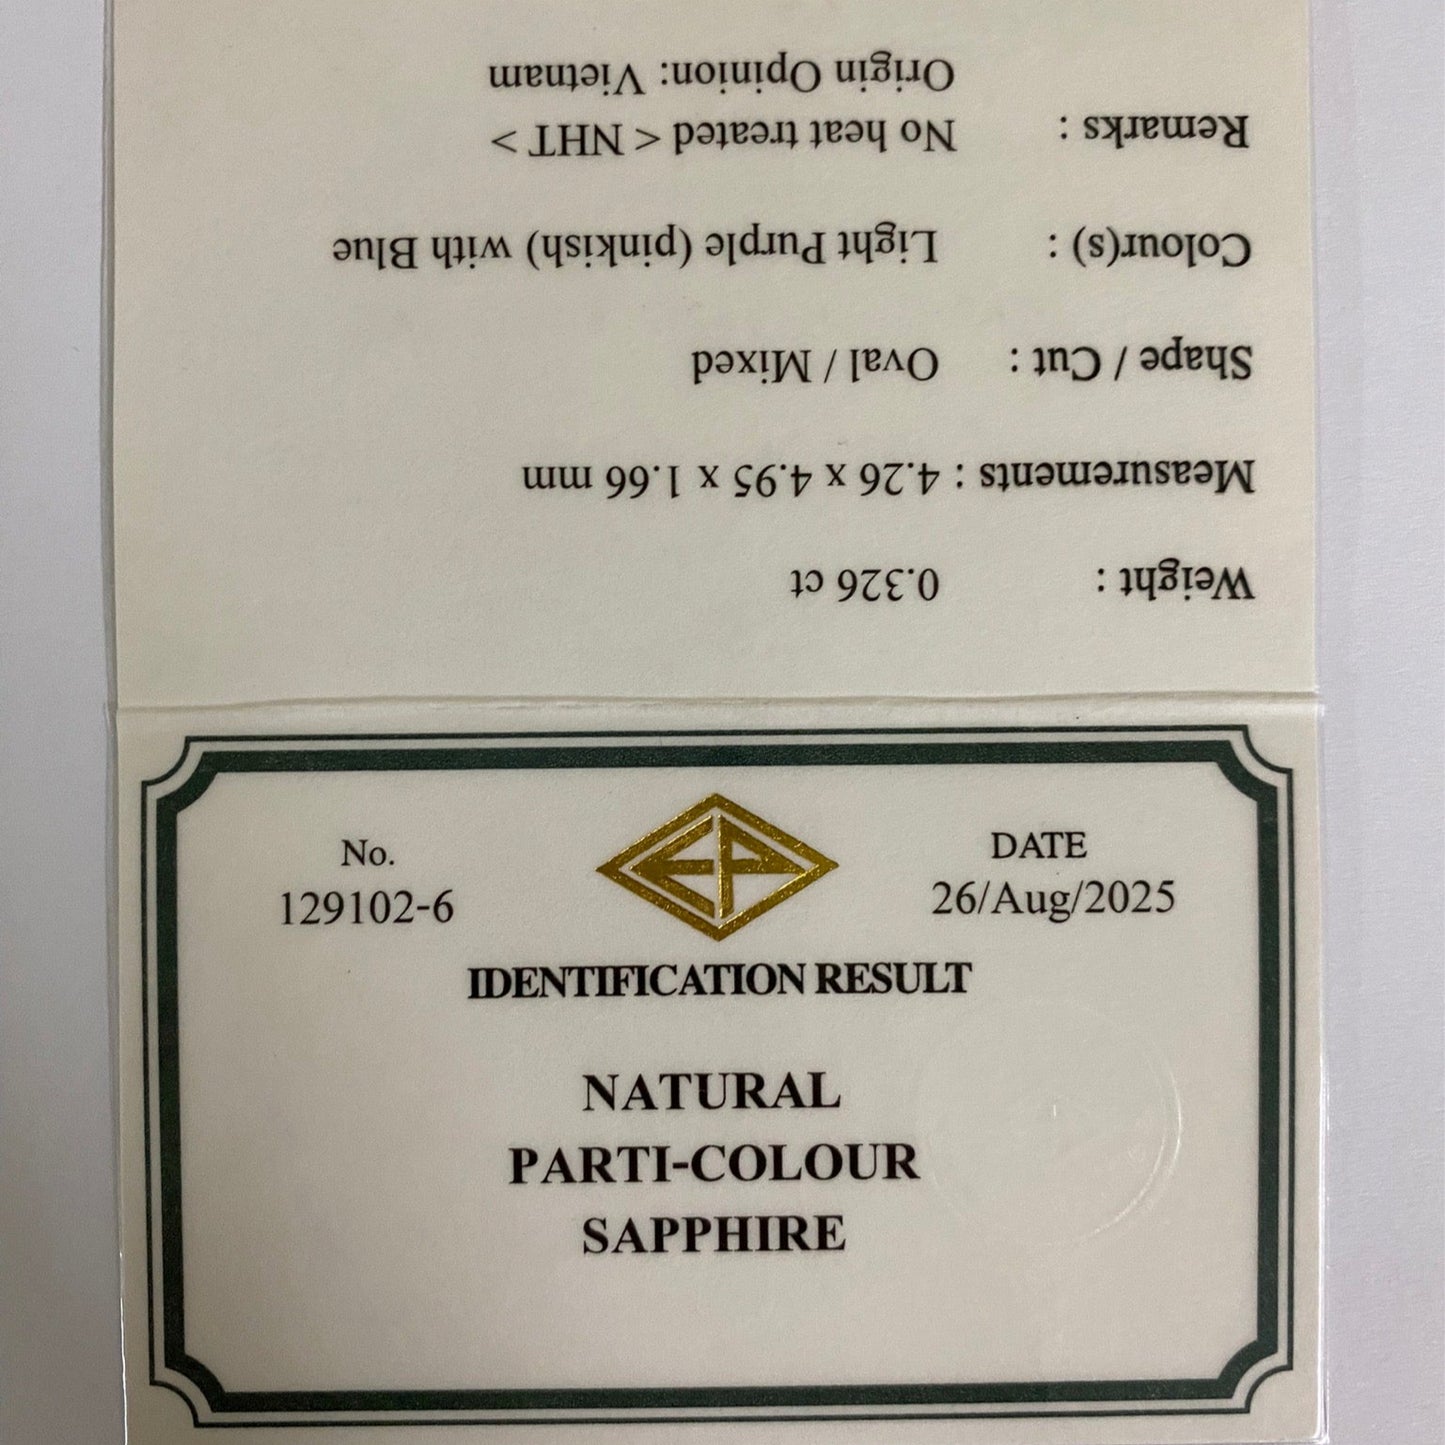 No.
129102-6
DATE
26/Aug/2025
IDENTIFICATION RESULT
NATURAL
PARTI-COLOUR
SAPPHIRE
Weight : 0.326 ct
Measurements : 4.26 x 4.95 x 1.66 mm
Shape / Cut : Oval / Mixed
Colour(s) : Light Purple (pinkish) with Blue
Remarks : No heat treated < NHT >
Origin Opinion: Vietnam